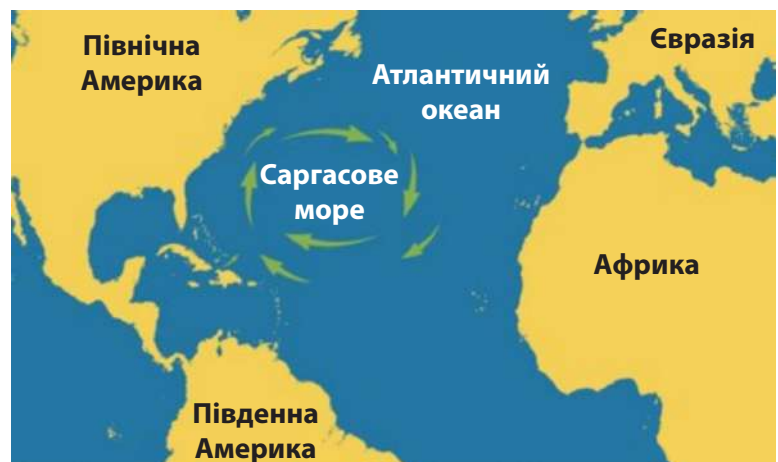 Північна
Америка
Євразія
Атлантичний
океан
Саргасове
море
Африка
Південна
Америка